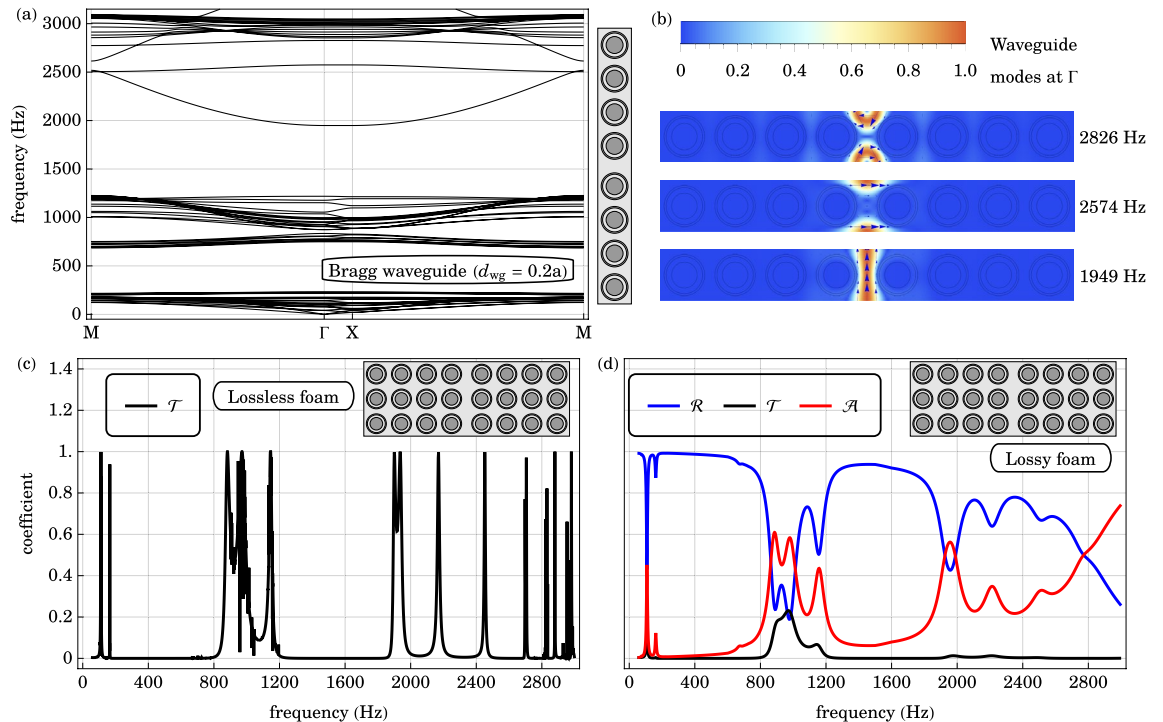 (a)
3000
2500
2000
1500
1000
500
0
frequency (Hz)
Bragg waveguide (dwg = 0.2a)
M
Γ
X
M
(b)
0
0.2
0.4
0.6
0.8
1.0
Waveguide
modes at Γ
2826 Hz
2574 Hz
1949 Hz
(c)
1.4
1.2
1.
0.8
0.6
0.4
0.2
0
coefficient
𝒯
Lossless foam
0
400
800
1200
1600
2000
2400
2800
frequency (Hz)
(d)
ℛ
𝒯
𝒜
Lossy foam
0
400
800
1200
1600
2000
2400
2800
frequency (Hz)